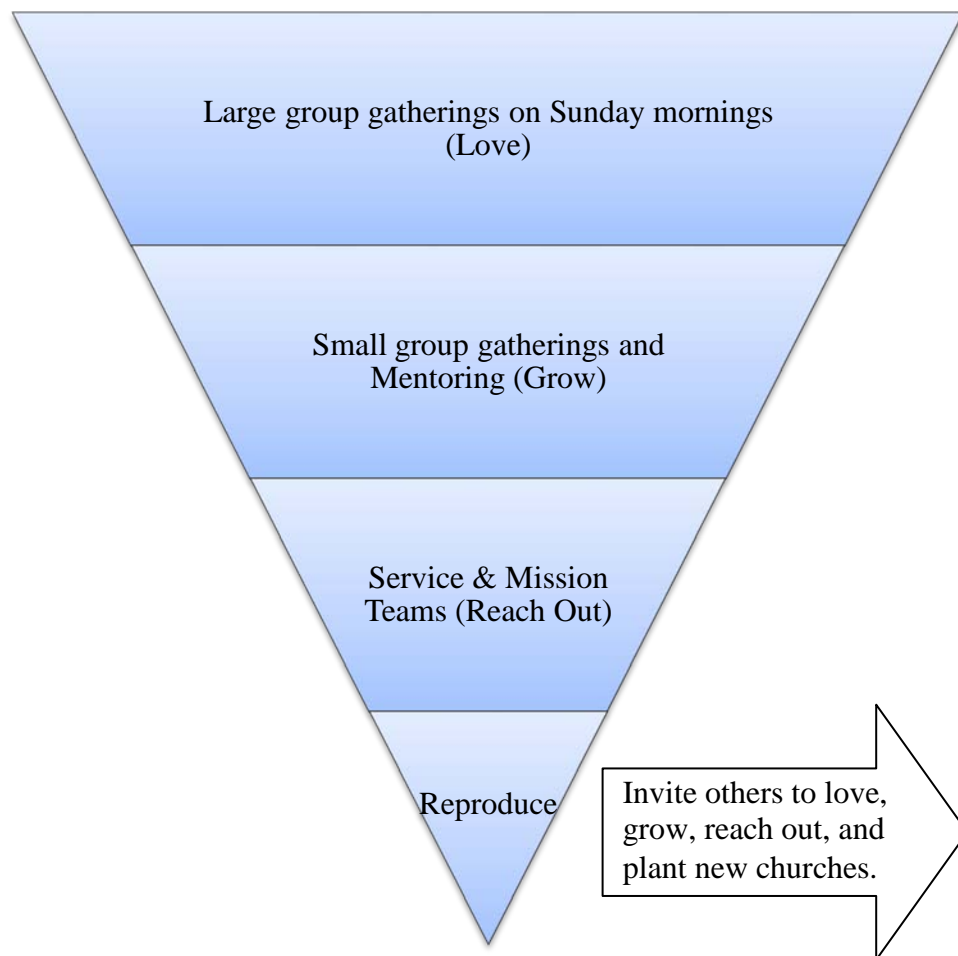 Large group gatherings on Sunday mornings
(Love)
Small group gatherings and
Mentoring (Grow)
Service & Mission
Teams (Reach Out)
Reproduce
Invite others to love,
grow, reach out, and
plant new churches.